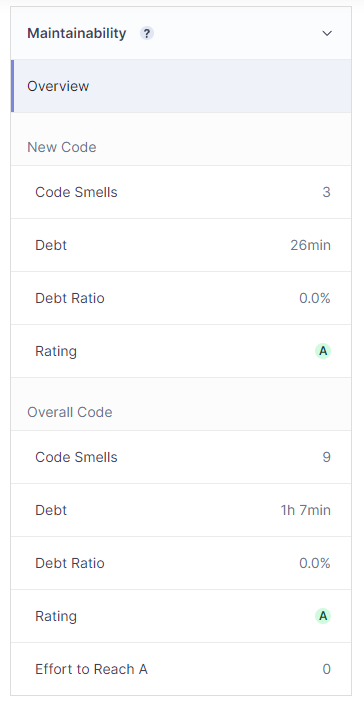 Maintainability ?
Overview
New Code
Code Smells 3
Debt 26min
Debt Ratio 0.0%
Rating A
Overall Code
Code Smells 9
Debt 1h 7min
Debt Ratio 0.0%
Rating A
Effort to Reach A 0